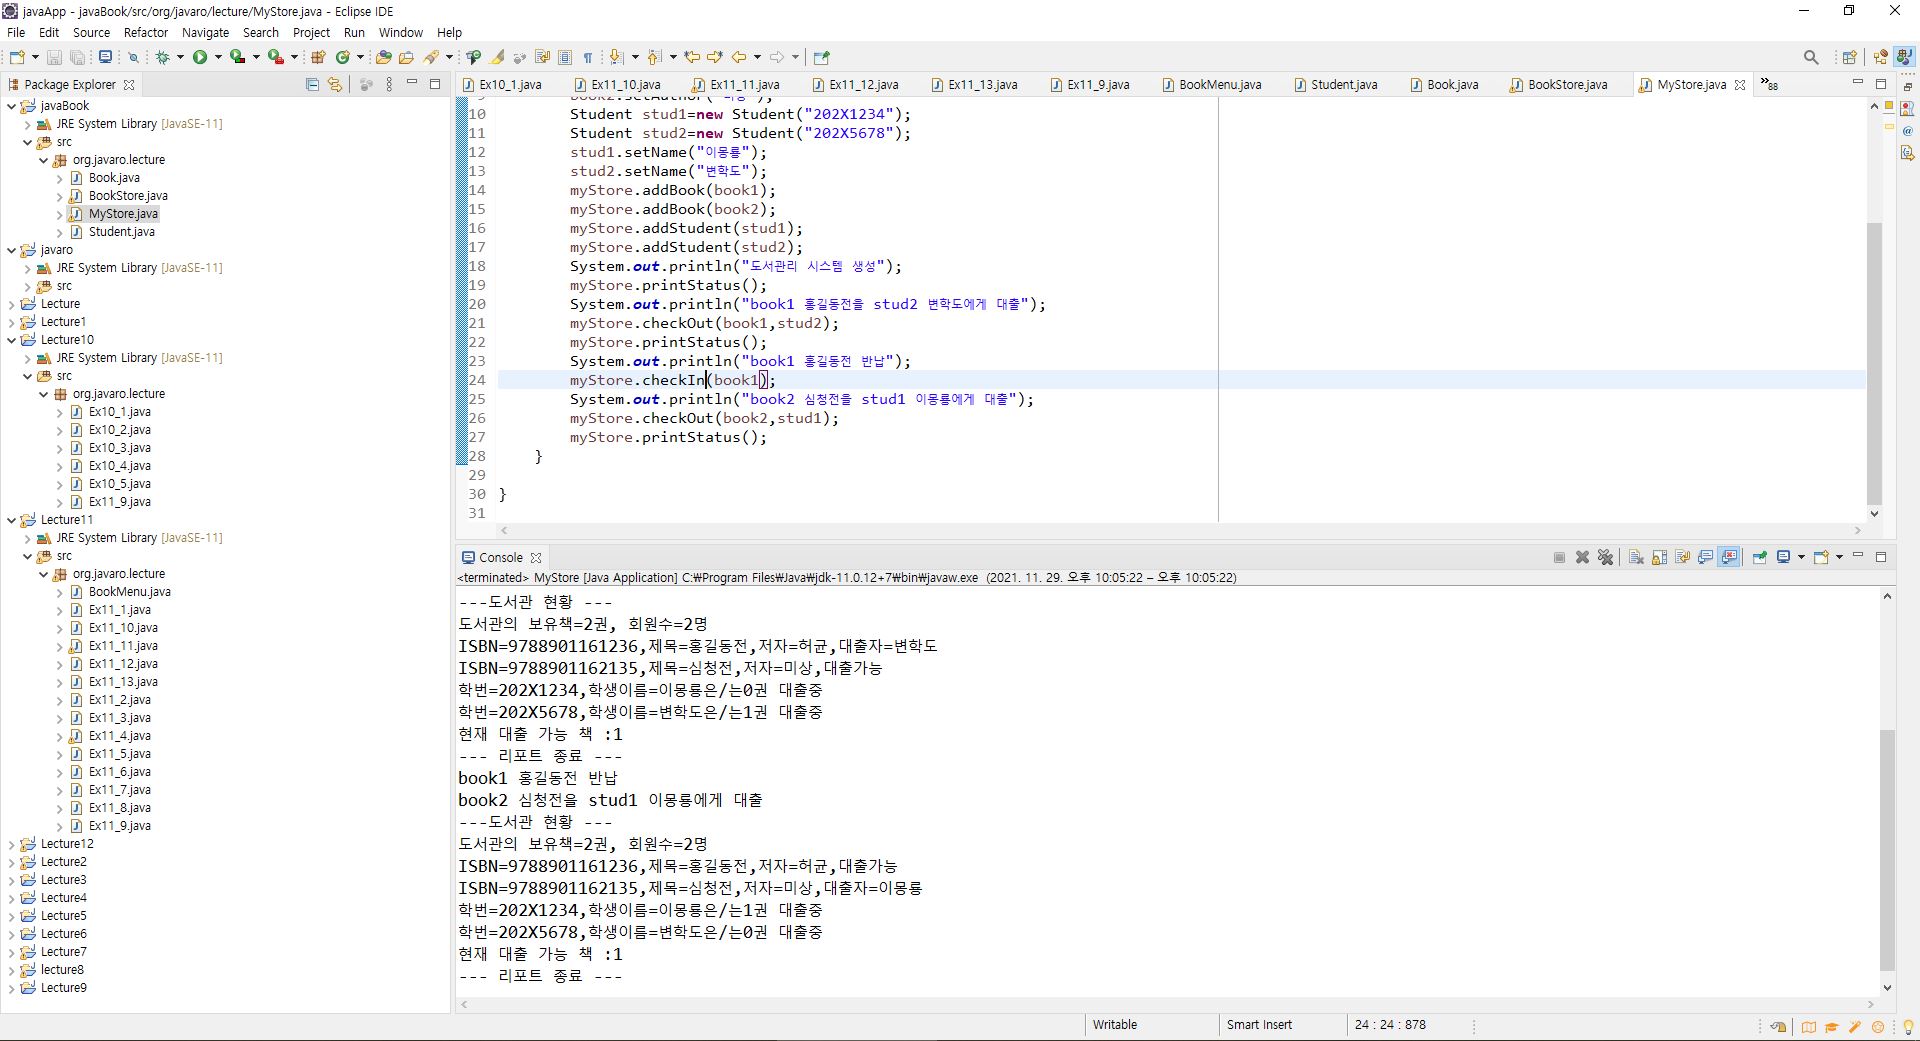 javaApp - javaBook/src/org/javaro/lecture/MyStore.java - Eclipse IDE
File Edit Source Refactor Navigate Search Project Run Window Help
Package Explorer
javaBook
JRE System Library [JavaSE-11]
src
org.javaro.lecture
Book.java
BookStore.java
MyStore.java
Student.java
javaro
JRE System Library [JavaSE-11]
src
Lecture
Lecture1
Lecture10
JRE System Library [JavaSE-11]
src
org.javaro.lecture
Ex10_1.java
Ex10_2.java
Ex10_3.java
Ex10_4.java
Ex10_5.java
Ex11_9.java
Lecture11
JRE System Library [JavaSE-11]
src
org.javaro.lecture
BookMenu.java
Ex11_1.java
Ex11_10.java
Ex11_11.java
Ex11_12.java
Ex11_13.java
Ex11_2.java
Ex11_3.java
Ex11_4.java
Ex11_5.java
Ex11_6.java
Ex11_7.java
Ex11_8.java
Ex11_9.java
Lecture12
Lecture2
Lecture3
Lecture4
Lecture5
Lecture6
Lecture7
lecture8
Lecture9
Ex10_1.java Ex11_10.java Ex11_11.java Ex11_12.java Ex11_13.java Ex11_9.java BookMenu.java Student.java Book.java BookStore.java MyStore.java 88
10 Student stud1=new Student("202X1234");
11 Student stud2=new Student("202X5678");
12 stud1.setName("이몽룡");
13 stud2.setName("변학도");
14 myStore.addBook(book1);
15 myStore.addBook(book2);
16 myStore.addStudent(stud1);
17 myStore.addStudent(stud2);
18 System.out.println("도서관리 시스템 생성");
19 myStore.printStatus();
20 System.out.println("book1 홍길동전을 stud2 변학도에게 대출");
21 myStore.checkOut(book1,stud2);
22 myStore.printStatus();
23 System.out.println("book1 홍길동전 반납");
24 myStore.checkIn(book1);
25 System.out.println("book2 심청전을 stud1 이몽룡에게 대출");
26 myStore.checkOut(book2,stud1);
27 myStore.printStatus();
28 }
29
30 }
31
Console
<terminated> MyStore [Java Application] C:₩Program Files₩Java₩jdk-11.0.12+7₩bin₩javaw.exe (2021. 11. 29. 오후 10:05:22 – 오후 10:05:22)
---도서관 현황 ---
도서관의 보유책=2권, 회원수=2명
ISBN=9788901161236,제목=홍길동전,저자=허균,대출자=변학도
ISBN=9788901162135,제목=심청전,저자=미상,대출가능
학번=202X1234,학생이름=이몽룡은/는0권 대출중
학번=202X5678,학생이름=변학도은/는1권 대출중
현재 대출 가능 책 :1
--- 리포트 종료 ---
book1 홍길동전 반납
book2 심청전을 stud1 이몽룡에게 대출
---도서관 현황 ---
도서관의 보유책=2권, 회원수=2명
ISBN=9788901161236,제목=홍길동전,저자=허균,대출가능
ISBN=9788901162135,제목=심청전,저자=미상,대출자=이몽룡
학번=202X1234,학생이름=이몽룡은/는1권 대출중
학번=202X5678,학생이름=변학도은/는0권 대출중
현재 대출 가능 책 :1
--- 리포트 종료 ---
Writable Smart Insert 24 : 24 : 878